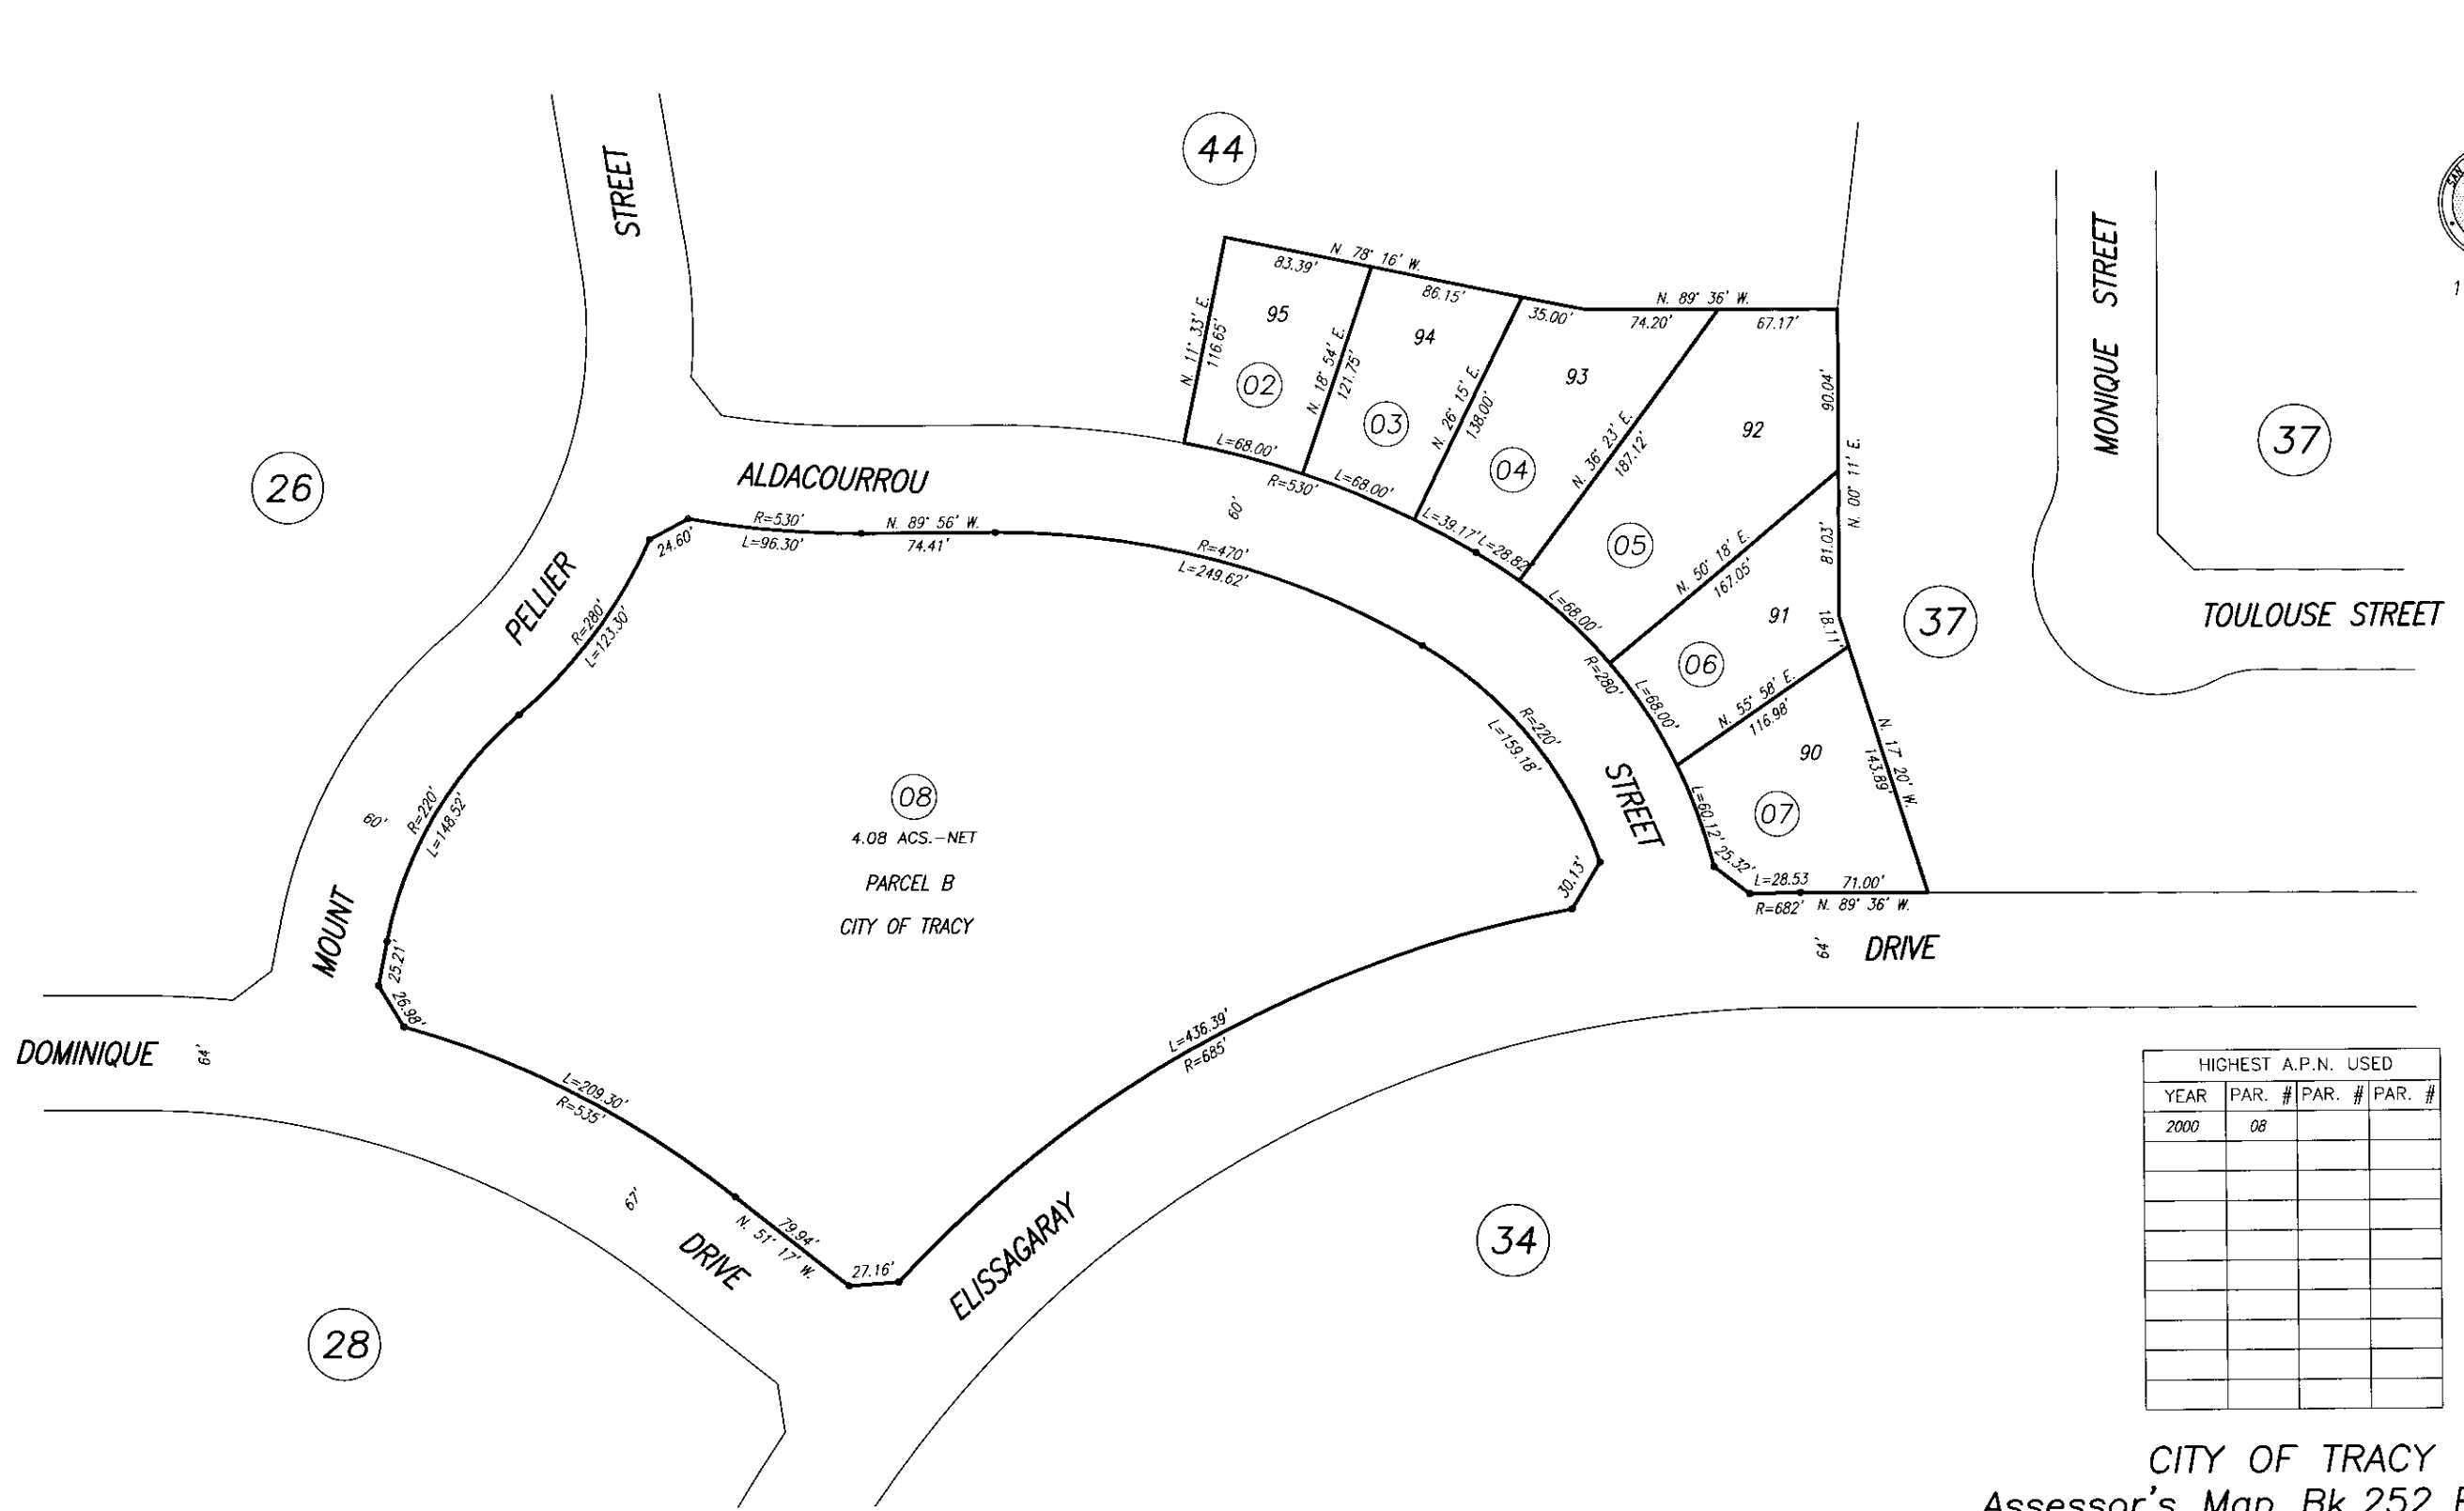 44
STREET
SAN
1
N. 78° 16' W.
83.39'
86.15'
N. 89° 36' W.
35.00'
74.20'
67.17'
MONIQUE STREET
95
94
93
92
N. 11° 33' E.
116.65'
N. 18° 54' E.
121.75'
N. 26° 15' E.
138.00'
N. 36° 23' E.
187.12'
90.04'
N. 00° 11' E.
02
03
04
05
37
26
L=68.00'
R=530'
L=68.00'
L=39.17'
L=28.82'
L=68.00'
ALDACOURROU
60'
R=530'
L=96.30'
N. 89° 56' W.
74.41'
R=470'
L=249.62'
24.60'
PELLIER
R=280'
L=123.30'
N. 50° 18' E.
167.05'
81.03'
18.11'
91
06
37
TOULOUSE STREET
R=280'
L=68.00'
N. 55° 58' E.
116.98'
R=220'
L=159.18'
90
07
N. 17° 20' W.
143.89'
STREET
L=60.12'
25.32'
L=28.53
R=682'
71.00'
N. 89° 36' W.
60'
R=220'
L=148.52'
08
4.08 ACS.-NET
PARCEL B
CITY OF TRACY
30.13'
MOUNT
25.21'
26.98'
64'
DRIVE
DOMINIQUE
64'
L=436.39'
R=685'
L=209.30'
R=535'
67'
DRIVE
79.94'
N. 51° 17' W.
27.16'
ELISSAGARAY
34
28
HIGHEST A.P.N. USED
YEAR PAR. # PAR. # PAR. #
2000 08
CITY OF TRACY
Assessor's Map Bk.252